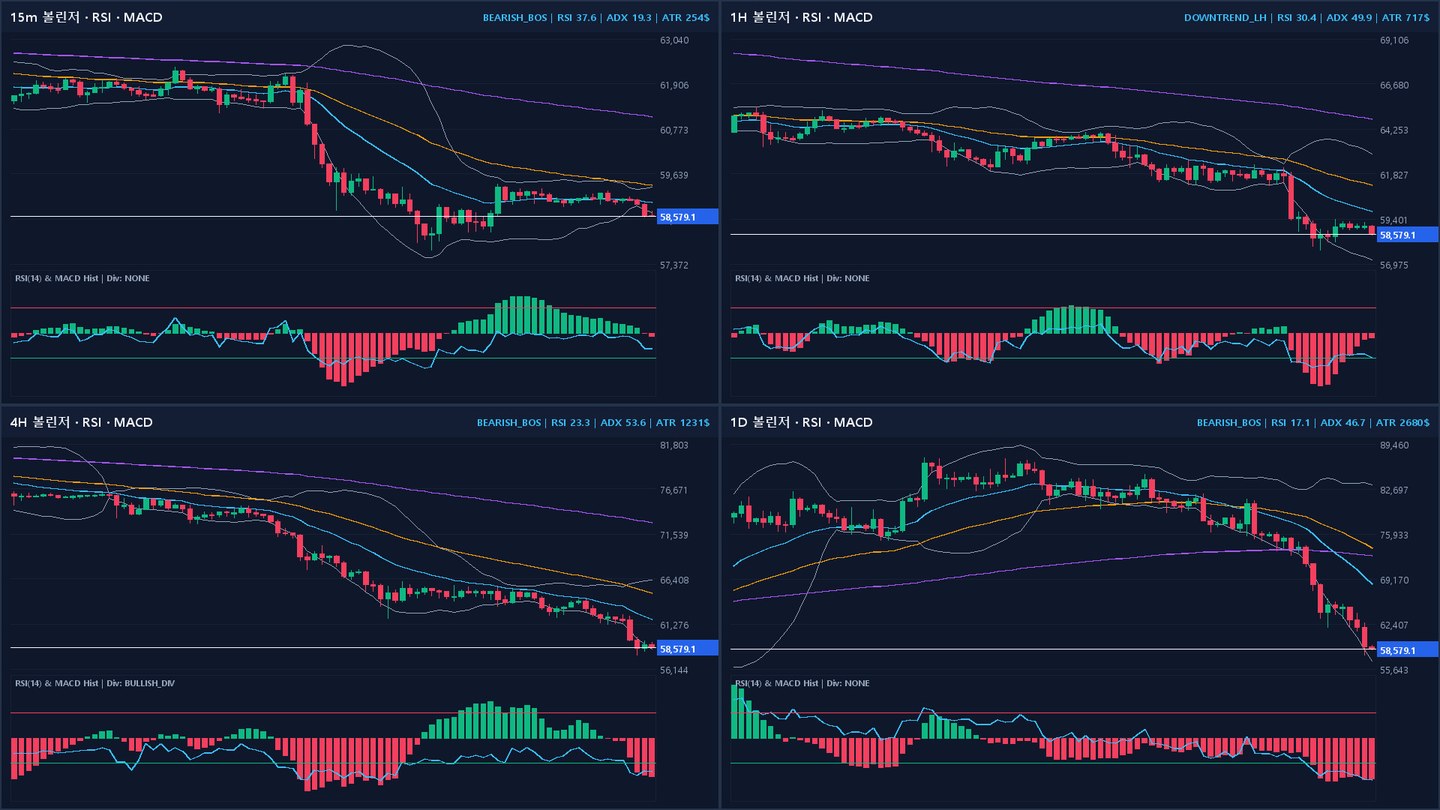 15m 볼린저 · RSI · MACD
BEARISH_BOS | RSI 37.6 | ADX 19.3 | ATR 254$
63,040
61,906
60,773
59,639
58,579.1
57,372
RSI(14) & MACD Hist | Div: NONE
1H 볼린저 · RSI · MACD
DOWNTREND_LH | RSI 30.4 | ADX 49.9 | ATR 717$
69,106
66,680
64,253
61,827
59,401
58,579.1
56,975
RSI(14) & MACD Hist | Div: NONE
4H 볼린저 · RSI · MACD
BEARISH_BOS | RSI 23.3 | ADX 53.6 | ATR 1231$
81,803
76,671
71,539
66,408
61,276
58,579.1
56,144
RSI(14) & MACD Hist | Div: BULLISH_DIV
1D 볼린저 · RSI · MACD
BEARISH_BOS | RSI 17.1 | ADX 46.7 | ATR 2680$
89,460
82,697
75,933
69,170
62,407
58,579.1
55,643
RSI(14) & MACD Hist | Div: NONE